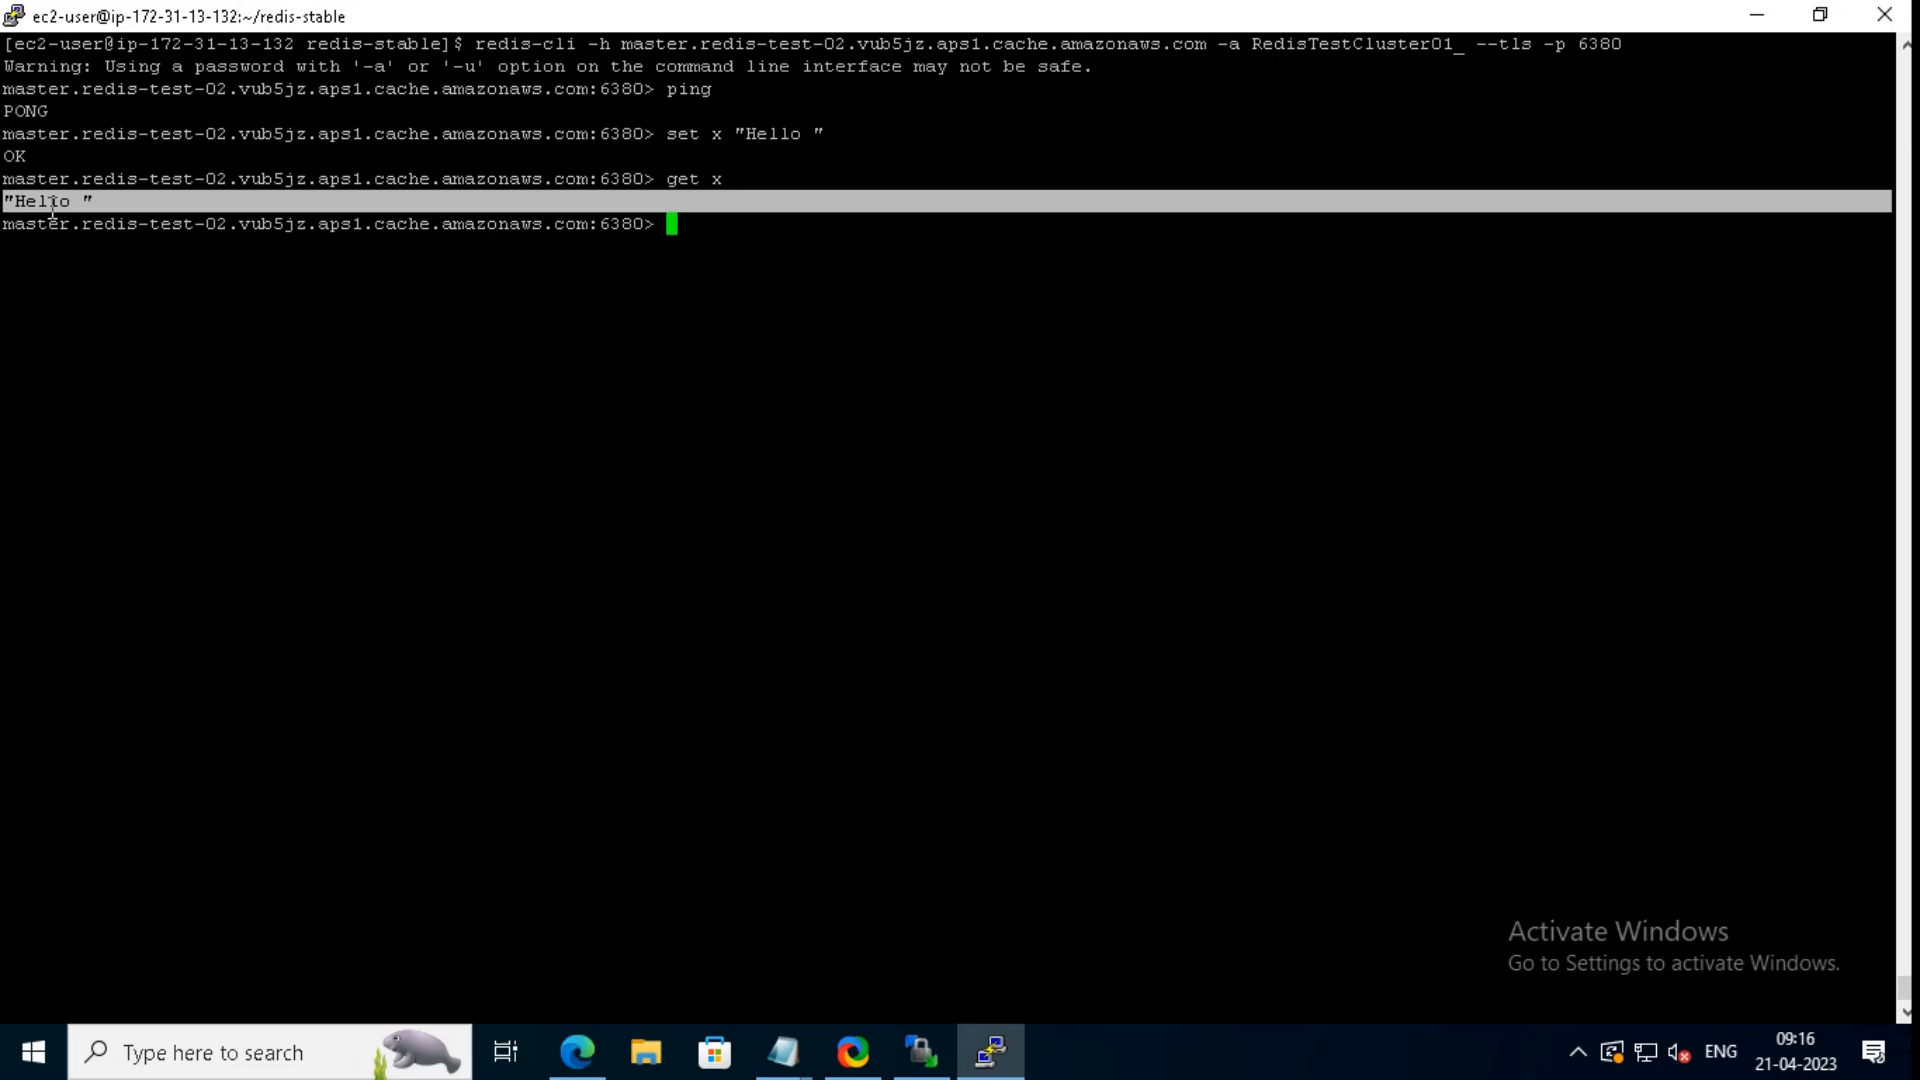 ec2-user@ip-172-31-13-132:~/redis-stable
[ec2-user@ip-172-31-13-132 redis-stable]$ redis-cli -h master.redis-test-02.vub5jz.aps1.cache.amazonaws.com -a RedisTestCluster01_ --tls -p 6380
Warning: Using a password with '-a' or '-u' option on the command line interface may not be safe.
master.redis-test-02.vub5jz.aps1.cache.amazonaws.com:6380> ping
PONG
master.redis-test-02.vub5jz.aps1.cache.amazonaws.com:6380> set x "Hello "
OK
master.redis-test-02.vub5jz.aps1.cache.amazonaws.com:6380> get x
"Hello "
master.redis-test-02.vub5jz.aps1.cache.amazonaws.com:6380>
Activate Windows
Go to Settings to activate Windows.
Type here to search
ENG
09:16
21-04-2023